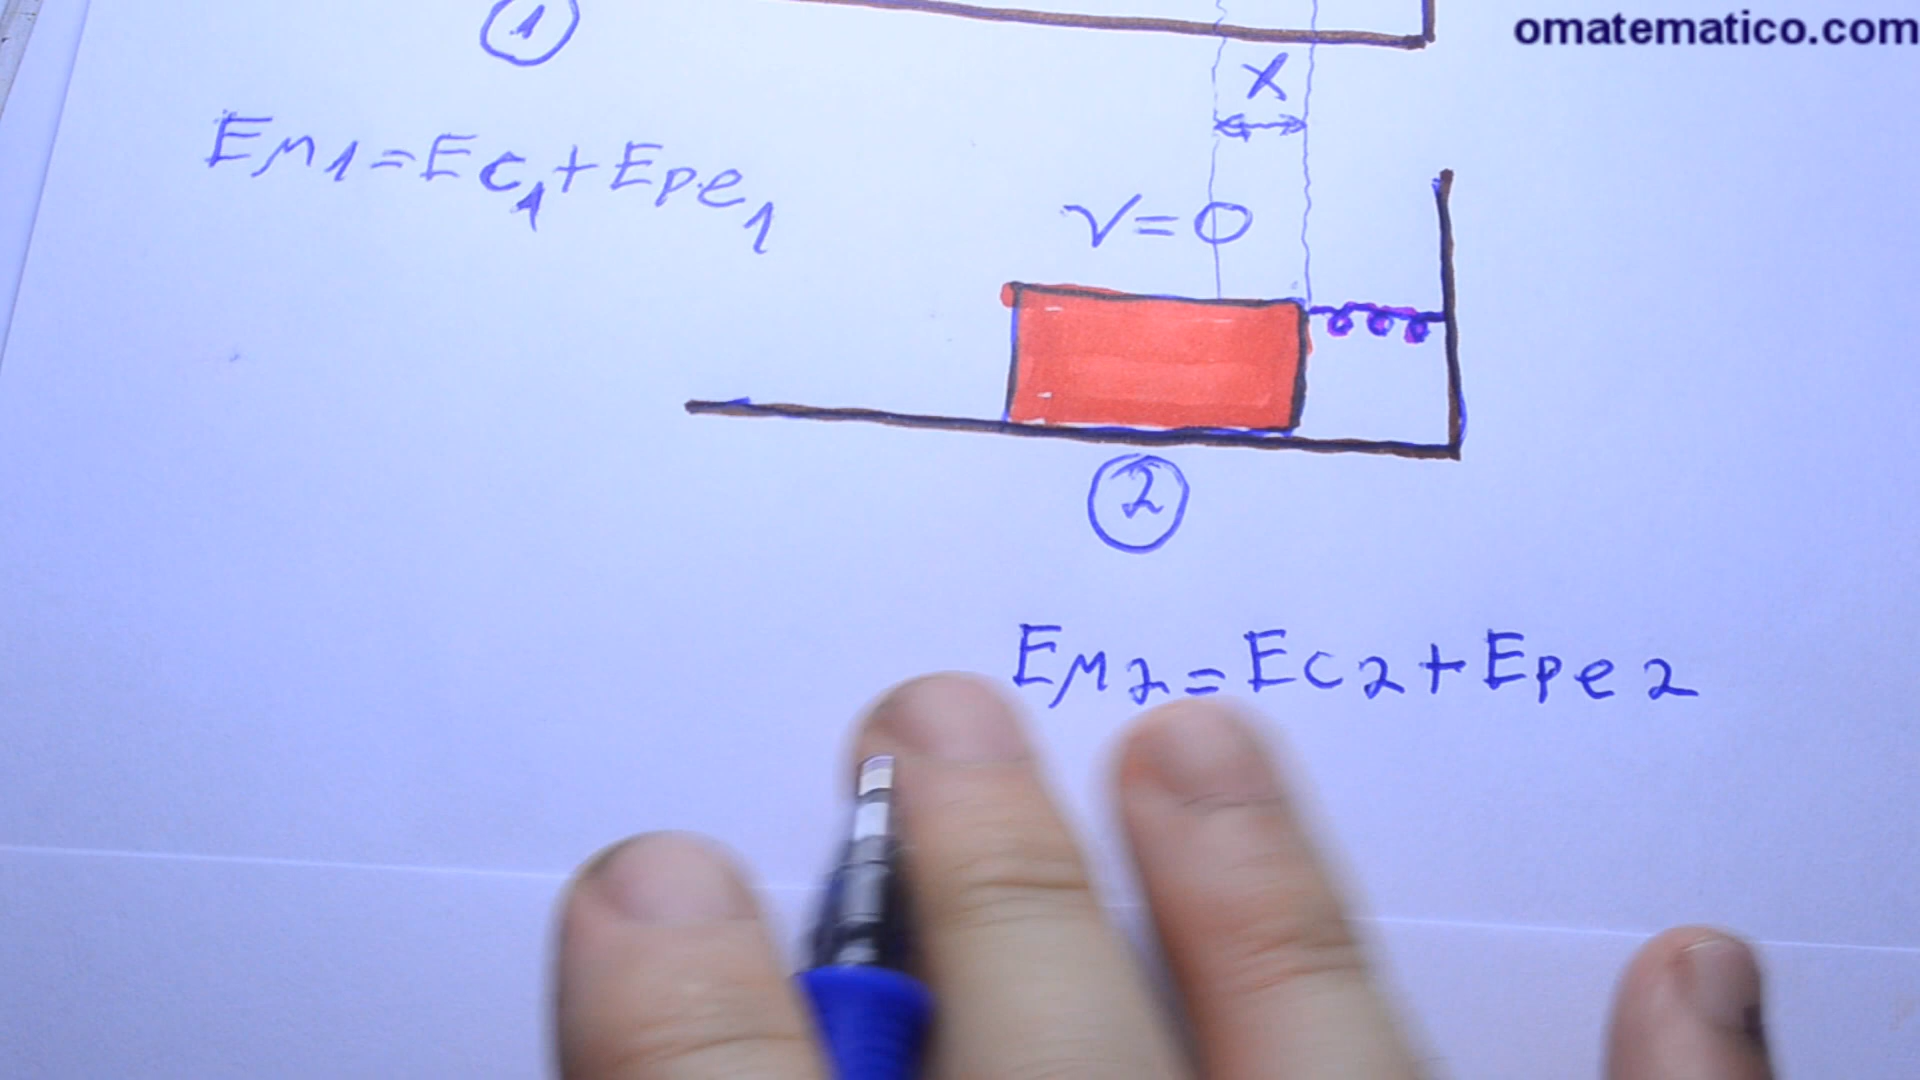 omatematico.com
1
X
EM1=EC1+Epe1
V=0
2
EM2=EC2+Epe2